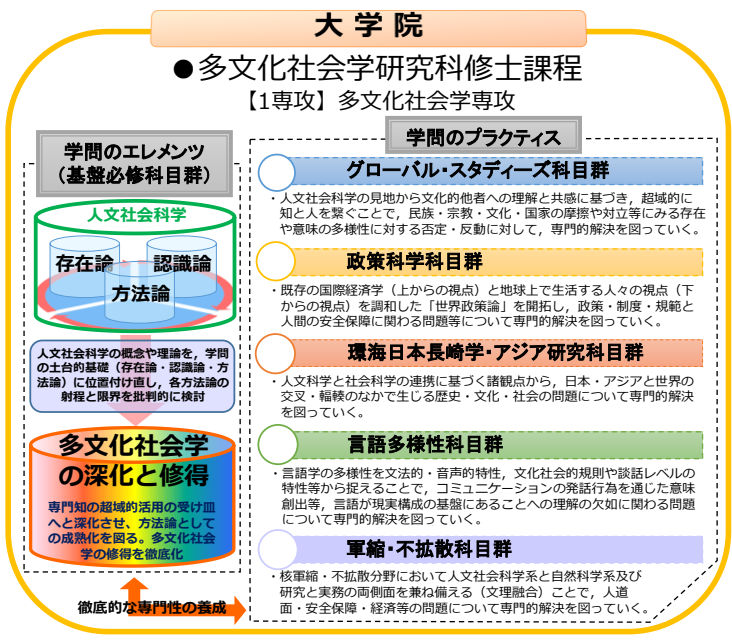 大学院
●多文化社会学研究科修士課程
【1専攻】多文化社会学専攻
学問のエレメンツ
（基盤必修科目群）
人文社会科学
存在論
認識論
方法論
人文社会科学の概念や理論を，学問
の土台的基礎（存在論・認識論・方
法論）に位置付け直し，各方法論の
射程と限界を批判的に検討
多文化社会学
の深化と修得
専門知の超域的活用の受け皿
へと深化させ、方法論として
の成熟化を図る。多文化社会
学の修得を徹底化
徹底的な専門性の養成
学問のプラクティス
グローバル・スタディーズ科目群
・人文社会科学の見地から文化的他者への理解と共感に基づき，超域的に
知と人を繋ぐことで，民族・宗教・文化・国家の摩擦や対立等にみる存在
や意味の多様性に対する否定・反動に対して，専門的解決を図っていく。
政策科学科目群
・既存の国際経済学（上からの視点）と地球上で生活する人々の視点（下
からの視点）を調和した「世界政策論」を開拓し，政策・制度・規範と
人間の安全保障に関わる問題等について専門的解決を図っていく。
環海日本長崎学・アジア研究科目群
・人文科学と社会科学の連携に基づく諸観点から，日本・アジアと世界の
交叉・輻輳のなかで生じる歴史・文化・社会の問題について専門的解決
を図っていく。
言語多様性科目群
・言語学の多様性を文法的・音声的特性，文化社会的規則や談話レベルの
特性等から捉えることで，コミュニケーションの発話行為を通じた意味
創出等，言語が現実構成の基盤にあることへの理解の欠如に関わる問題
について専門的解決を図っていく。
軍縮・不拡散科目群
・核軍縮・不拡散分野において人文社会科学系と自然科学系及び
研究と実務の両側面を兼ね備える（文理融合）ことで，人道
面・安全保障・経済等の問題について専門的解決を図っていく。